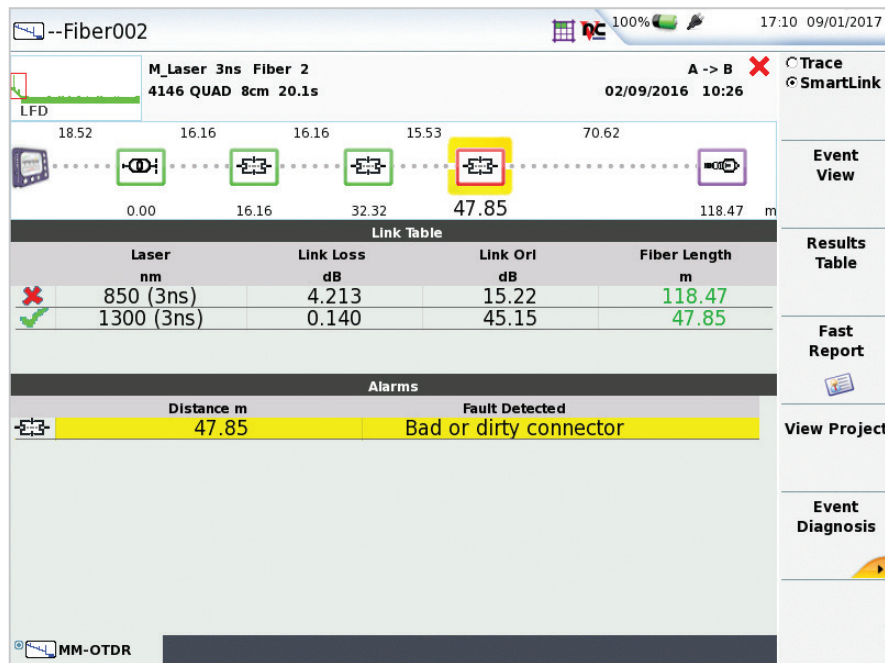 --Fiber002
100%
17:10 09/01/2017
M_Laser 3ns Fiber 2
A -> B
4146 QUAD 8cm 20.1s
02/09/2016 10:26
LFD
Trace
SmartLink
18.52 16.16 16.16 15.53 70.62
0.00 16.16 32.32 47.85 118.47 m
Event
View
Link Table
Laser Link Loss Link Orl Fiber Length
nm dB dB m
850 (3ns) 4.213 15.22 118.47
1300 (3ns) 0.140 45.15 47.85
Results
Table
Fast
Report
Alarms
Distance m Fault Detected
47.85 Bad or dirty connector
View Project
Event
Diagnosis
MM-OTDR